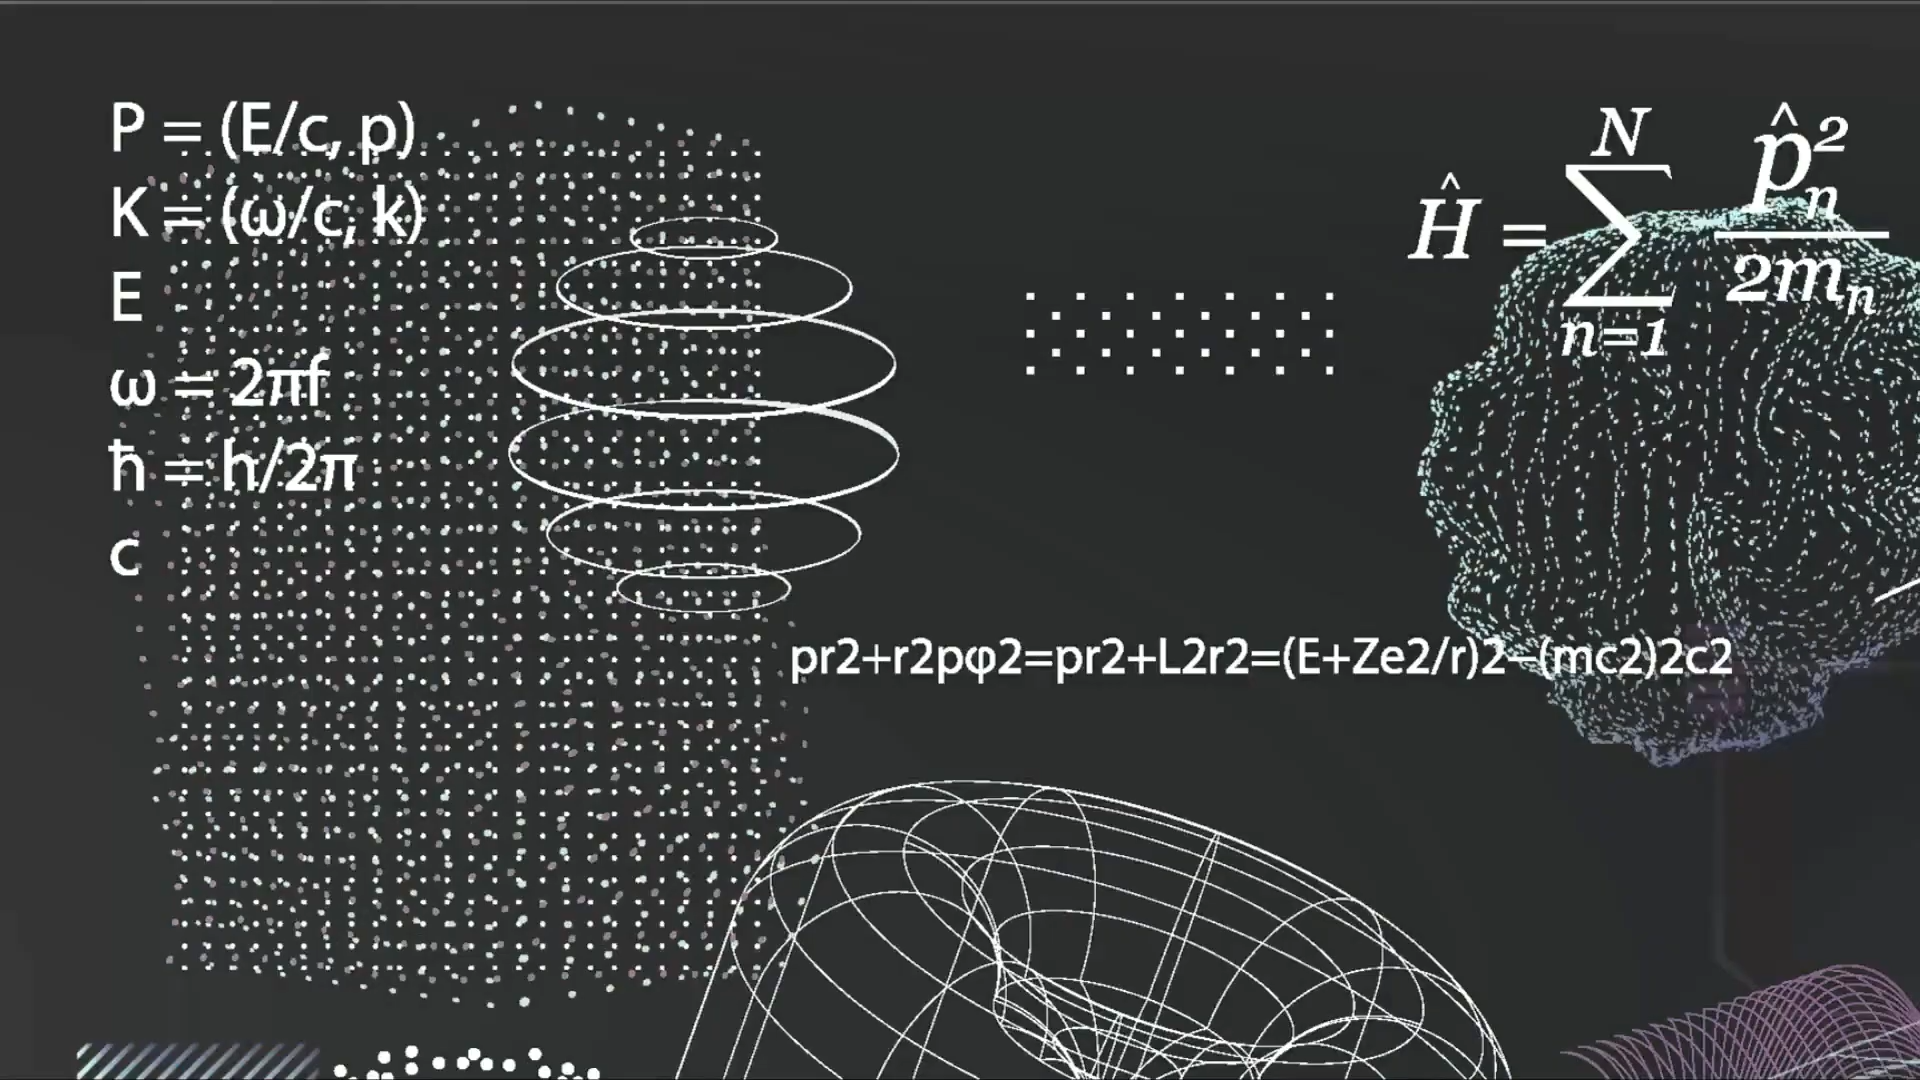 P = (E/c, p)
K = (ω/c, k)
E
ω = 2πf
ħ = h/2π
c
Ĥ = ∑ N n=1 p̂n² / 2mn
pr2+r2pφ2=pr2+L2r2=(E+Ze2/r)2−(mc2)2c2